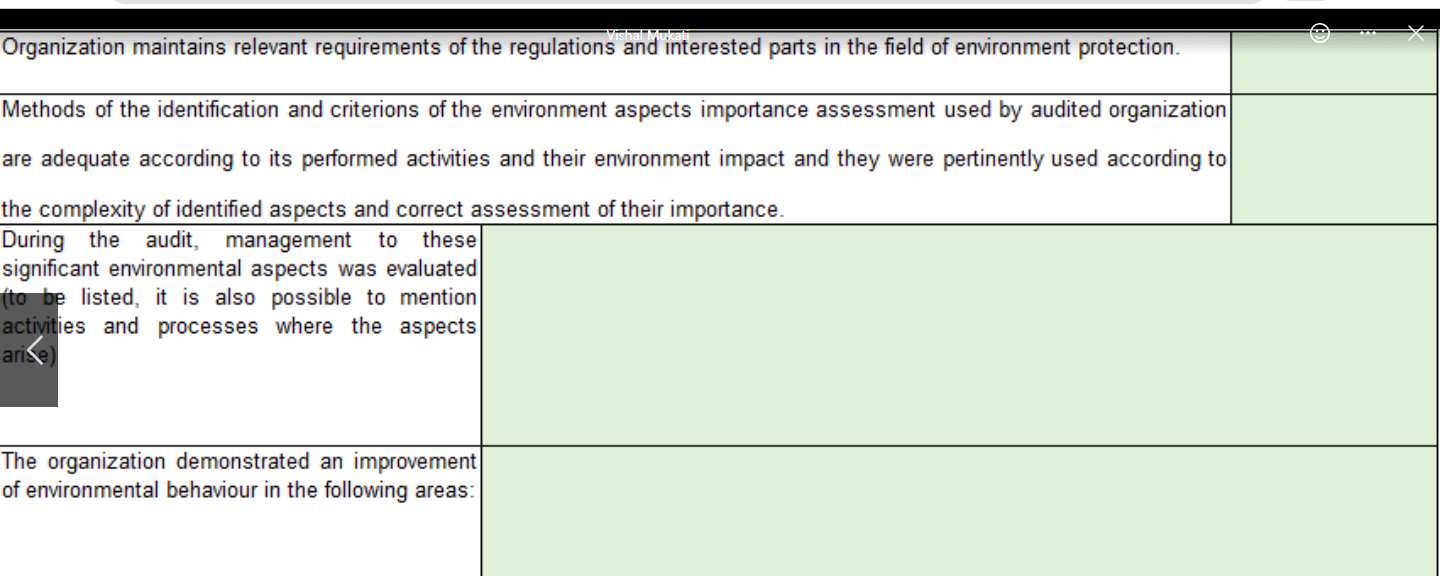 Vishal Mukati
Organization maintains relevant requirements of the regulations and interested parts in the field of environment protection.
Methods of the identification and criterions of the environment aspects importance assessment used by audited organization
are adequate according to its performed activities and their environment impact and they were pertinently used according to
the complexity of identified aspects and correct assessment of their importance.
During the audit, management to these
significant environmental aspects was evaluated
(to be listed, it is also possible to mention
activities and processes where the aspects
arise)
The organization demonstrated an improvement
of environmental behaviour in the following areas: